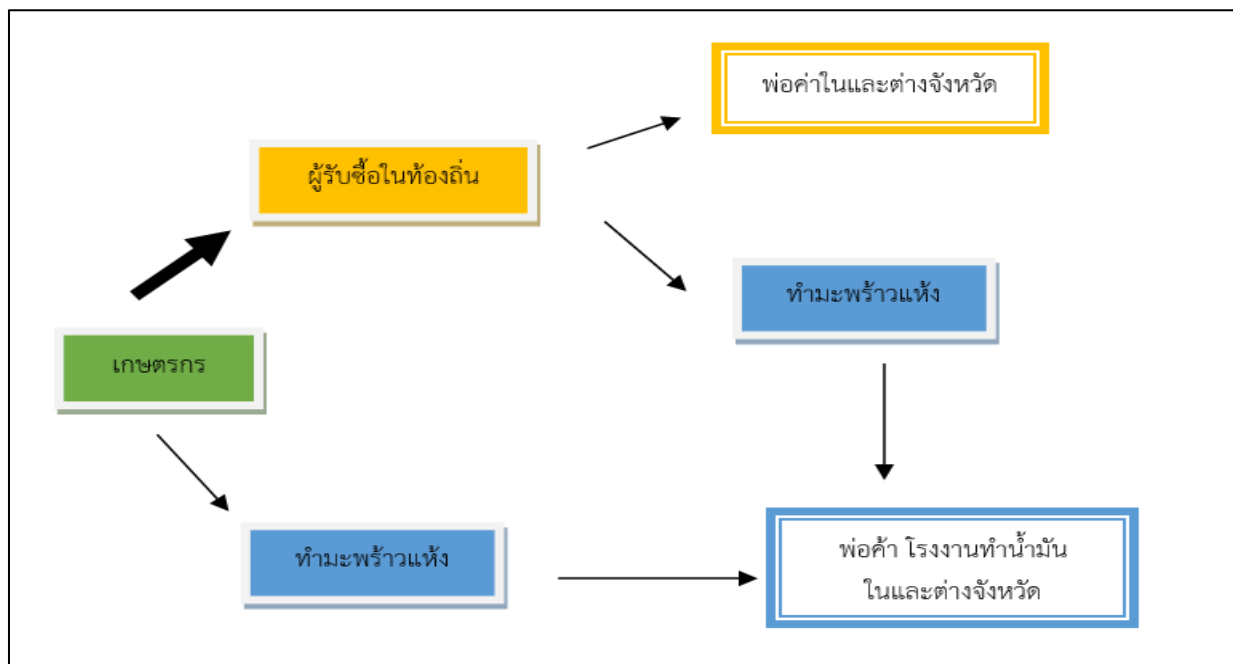 พ่อค่าในและต่างจังหวัด
ผู้รับซื้อในท้องถิ่น
ทำมะพร้าวแห้ง
เกษตรกร
ทำมะพร้าวแห้ง
พ่อค้า โรงงานทำน้ำมัน
ในและต่างจังหวัด